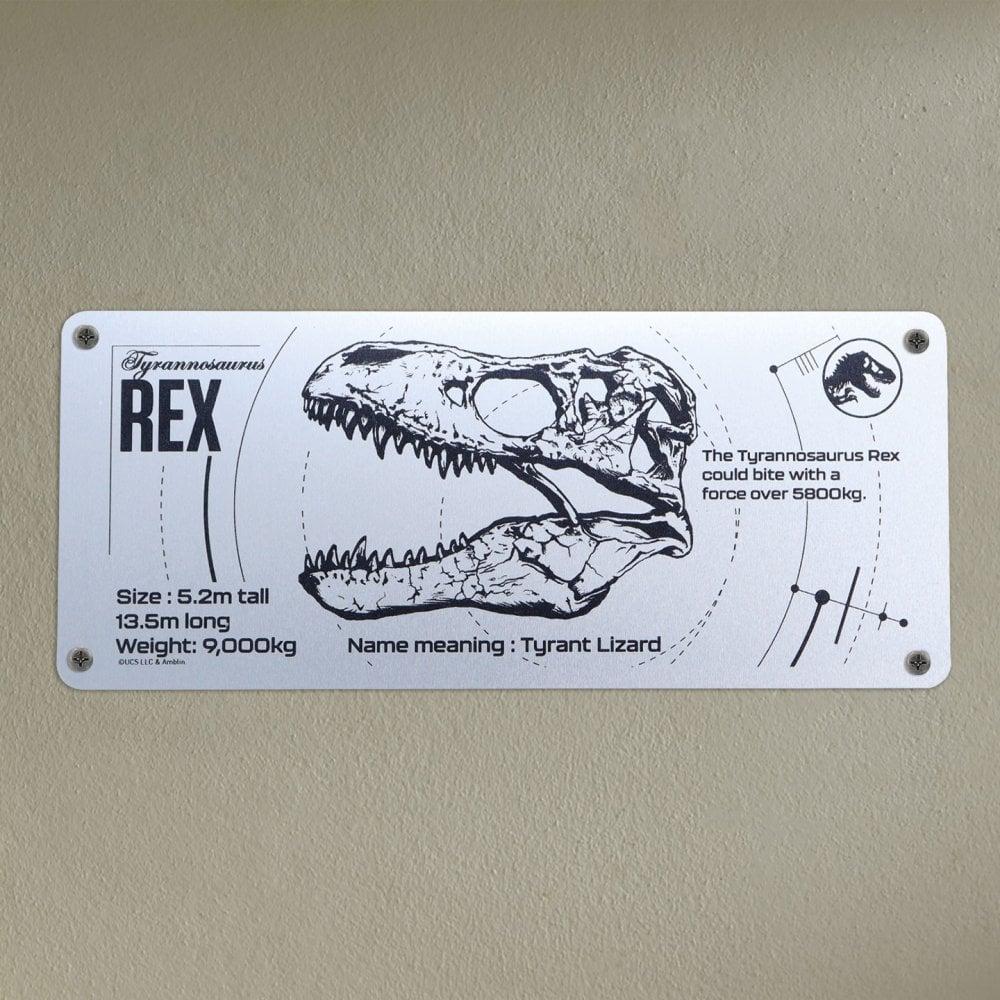 Tyrannosaurus
REX
The Tyrannosaurus Rex
could bite with a
force over 5800kg.
Size : 5.2m tall
13.5m long
Weight: 9,000kg
©UCS LLC & Amblin
Name meaning : Tyrant Lizard